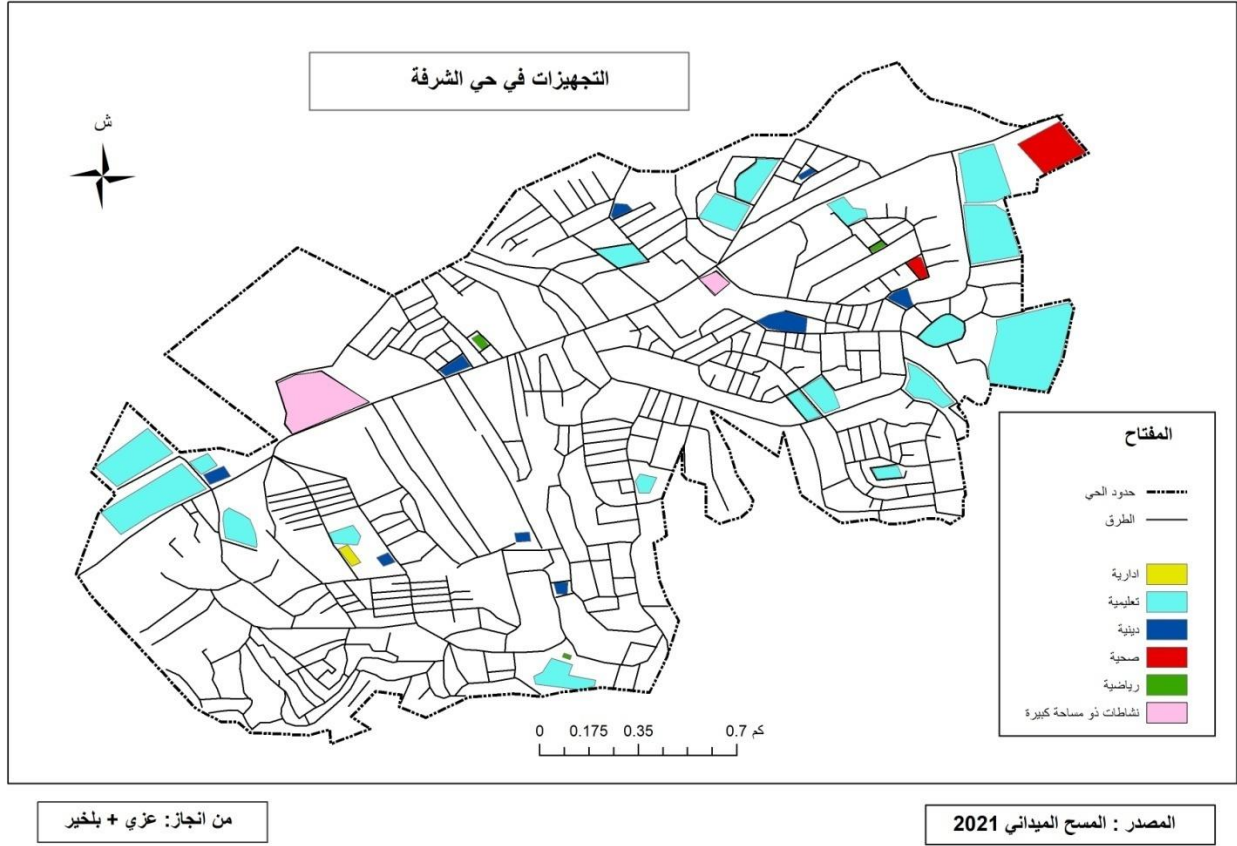 التجهيزات في حي الشرفة
ش
المفتاح
حدود الحي
الطرق
ادارية
تعليمية
دينية
صحية
رياضية
نشاطات ذو مساحة كبيرة
0 0.175 0.35 0.7 كم
من انجاز: عزي + بلخير
المصدر : المسح الميداني 2021